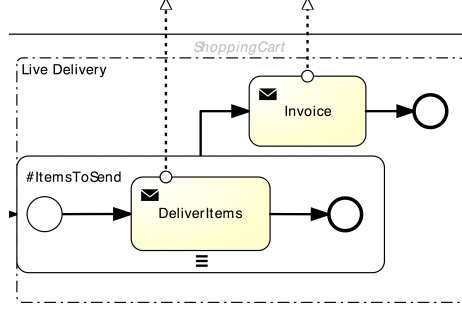 ShoppingCart
Live Delivery
Invoice
#ItemsToSend
DeliverItems